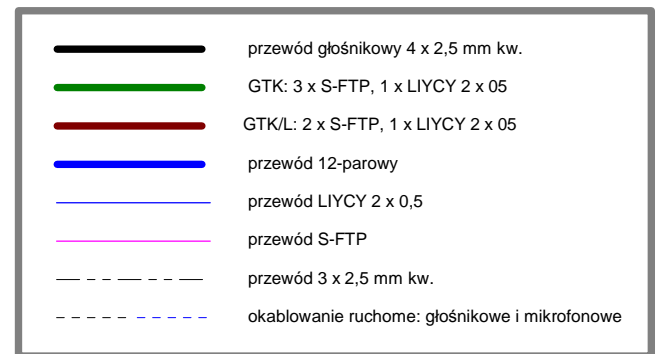 przewód głośnikowy 4 x 2,5 mm kw.
GTK: 3 x S-FTP, 1 x LIYCY 2 x 05
GTK/L: 2 x S-FTP, 1 x LIYCY 2 x 05
przewód 12-parowy
przewód LIYCY 2 x 0,5
przewód S-FTP
przewód 3 x 2,5 mm kw.
okablowanie ruchome: głośnikowe i mikrofonowe